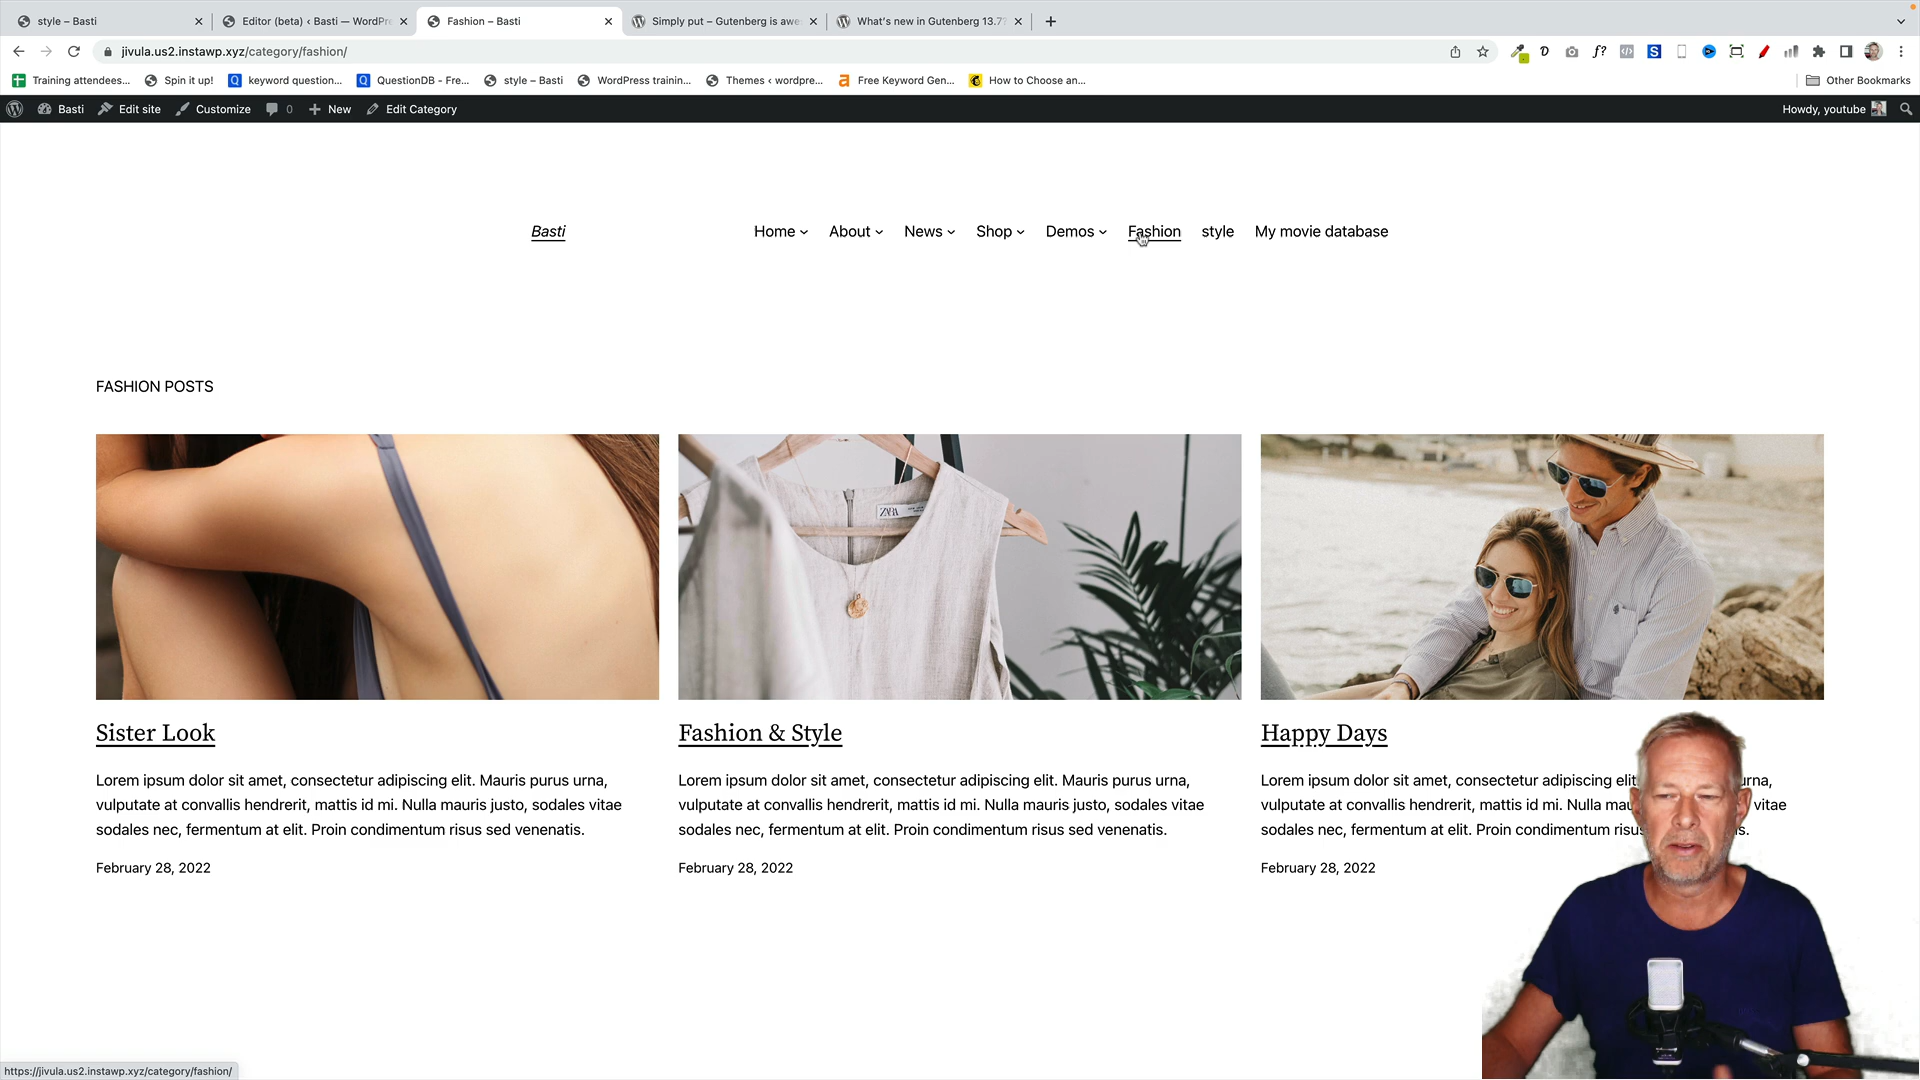 style – Basti
Editor (beta) ‹ Basti — WordPr
Fashion – Basti
Simply put – Gutenberg is awe
What's new in Gutenberg 13.7?
jivula.us2.instawp.xyz/category/fashion/
Training attendees...
Spin it up!
keyword question...
QuestionDB - Fre...
style – Basti
WordPress trainin...
Themes ‹ wordpre...
Free Keyword Gen...
How to Choose an...
Other Bookmarks
Basti
Edit site
Customize
0
New
Edit Category
Howdy, youtube
Basti
Home
About
News
Shop
Demos
Fashion
style
My movie database
FASHION POSTS
ZARA
Sister Look
Lorem ipsum dolor sit amet, consectetur adipiscing elit. Mauris purus urna,
vulputate at convallis hendrerit, mattis id mi. Nulla mauris justo, sodales vitae
sodales nec, fermentum at elit. Proin condimentum risus sed venenatis.
February 28, 2022
Fashion & Style
Lorem ipsum dolor sit amet, consectetur adipiscing elit. Mauris purus urna,
vulputate at convallis hendrerit, mattis id mi. Nulla mauris justo, sodales vitae
sodales nec, fermentum at elit. Proin condimentum risus sed venenatis.
February 28, 2022
Happy Days
Lorem ipsum dolor sit amet, consectetur adipiscing elit urna,
vulputate at convallis hendrerit, mattis id mi. Nulla mau vitae
sodales nec, fermentum at elit. Proin condimentum risus s.
February 28, 2022
https://jivula.us2.instawp.xyz/category/fashion/